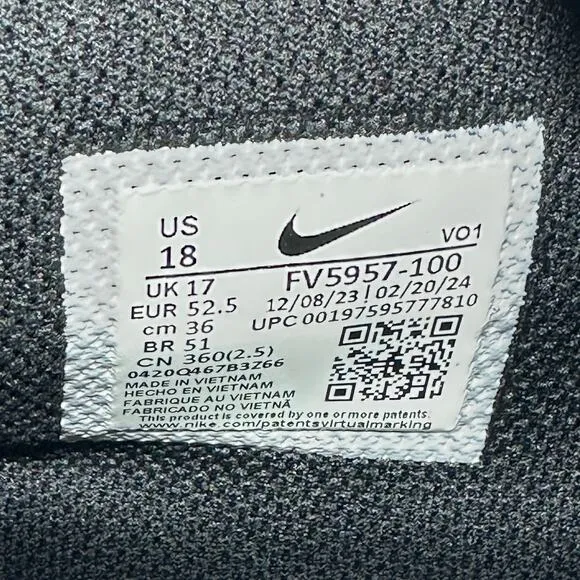 US
18
VO1
UK 17
FV5957-100
EUR 52.5
12/08/23 | 02/20/24
cm 36
UPC 00197595777810
BR 51
CN 360(2.5)
0420Q467B3Z66
MADE IN VIETNAM
HECHO EN VIETNAM
FABRIQUE AU VIETNAM
FABRICADO NO VIETNÃ
This product is covered by one or more patents.
www.nike.com/patentsvirtualmarking